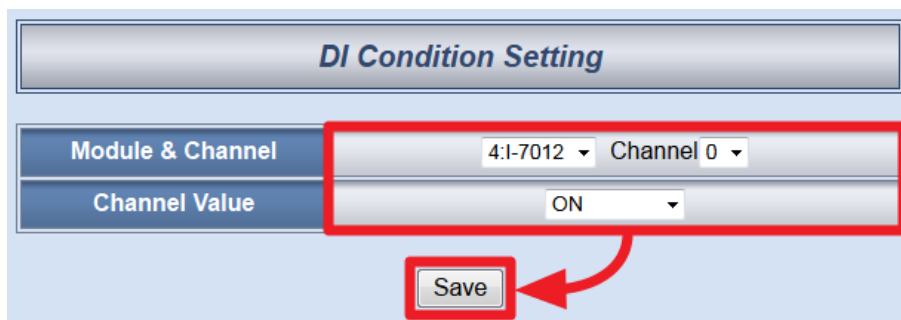 DI Condition Setting
Module & Channel 4:I-7012 Channel 0
Channel Value ON
Save